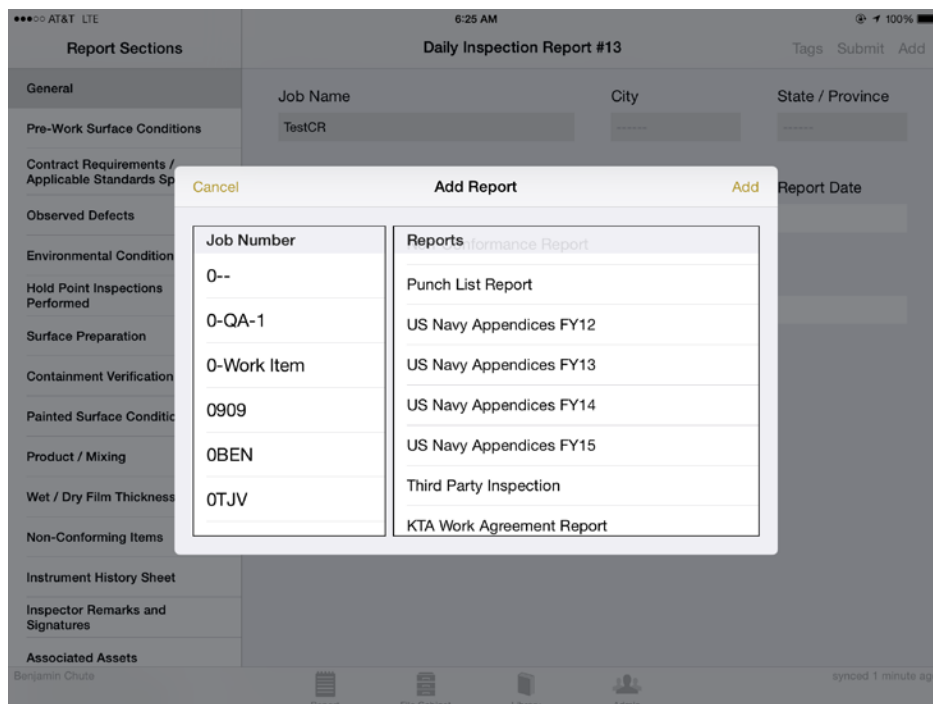 AT&T LTE
6:25 AM
100%
Report Sections
Daily Inspection Report #13
Tags Submit Add
General
Pre-Work Surface Conditions
Contract Requirements /
Applicable Standards Sp
Observed Defects
Environmental Condition
Hold Point Inspections
Performed
Surface Preparation
Containment Verification
Painted Surface Conditio
Product / Mixing
Wet / Dry Film Thickness
Non-Conforming Items
Instrument History Sheet
Inspector Remarks and
Signatures
Associated Assets
Benjamin Chute
Job Name
City
State / Province
TestCR
------
------
Report Date
Cancel
Add Report
Add
Job Number
0--
0-QA-1
0-Work Item
0909
0BEN
0TJV
Reports
Conformance Report
Punch List Report
US Navy Appendices FY12
US Navy Appendices FY13
US Navy Appendices FY14
US Navy Appendices FY15
Third Party Inspection
KTA Work Agreement Report
synced 1 minute ag